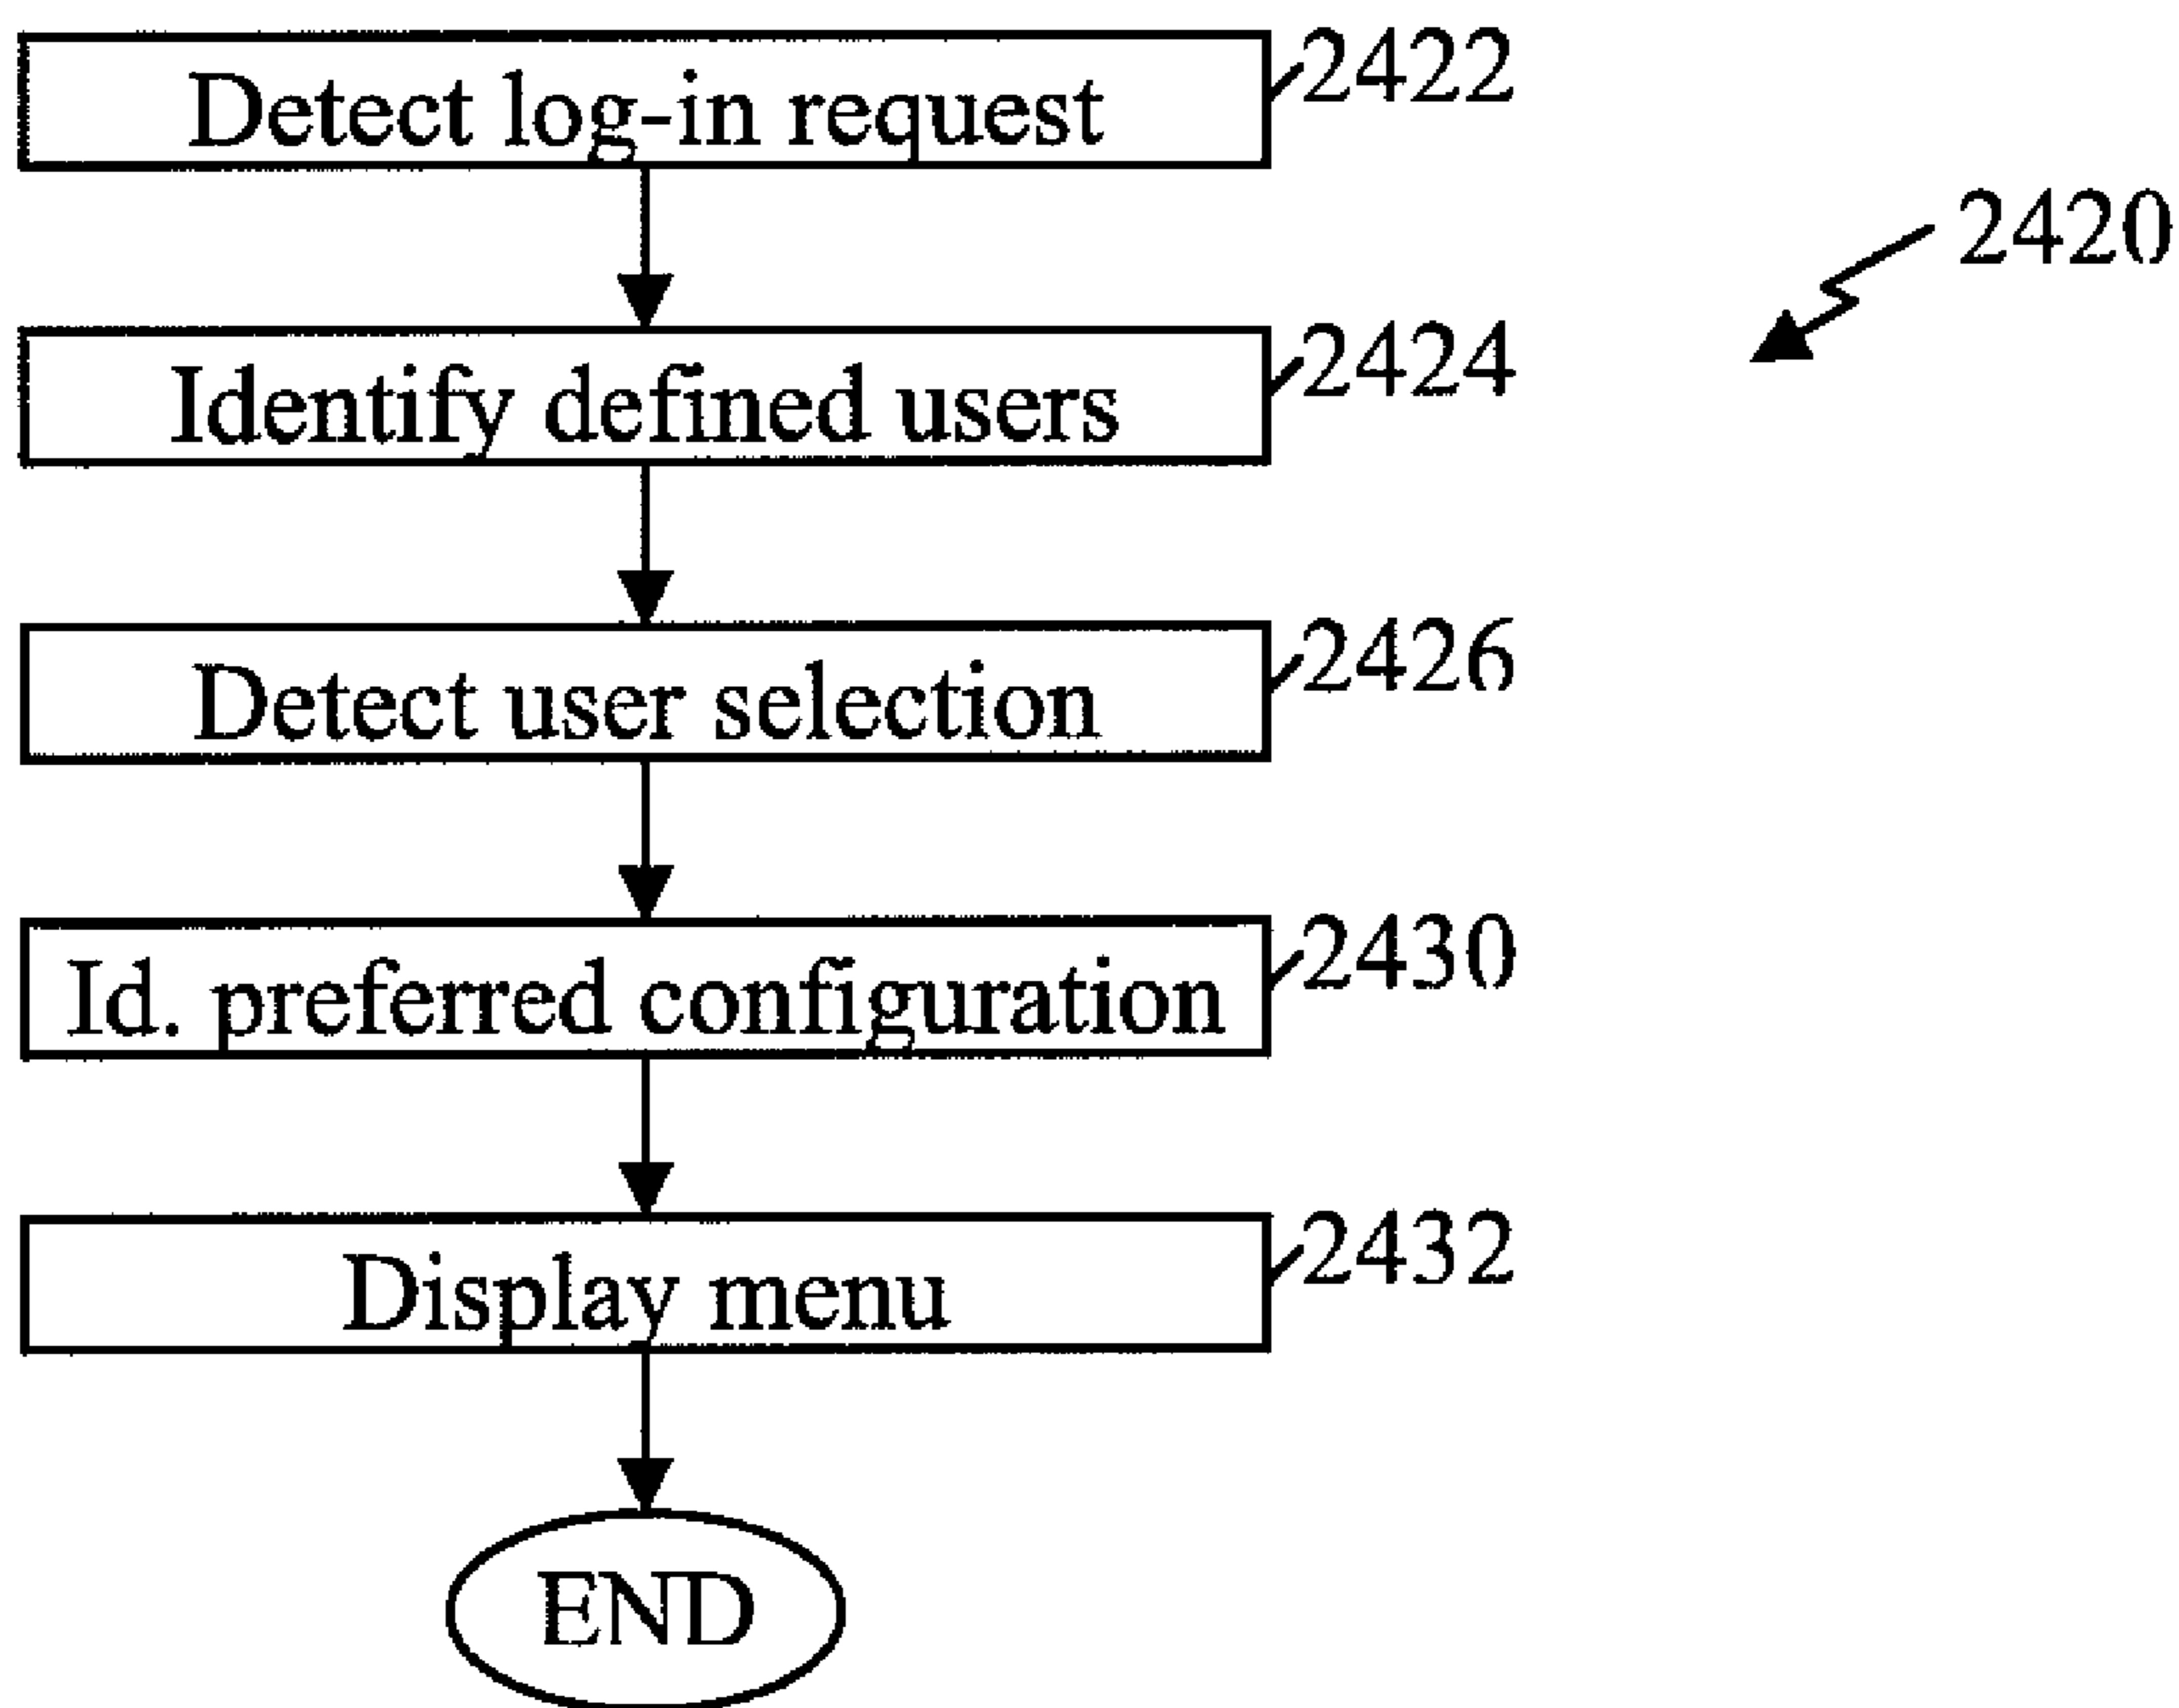 Detect log-in request 2422
2420
Identify defined users 2424
Detect user selection 2426
Id. preferred configuration 2430
Display menu 2432
END